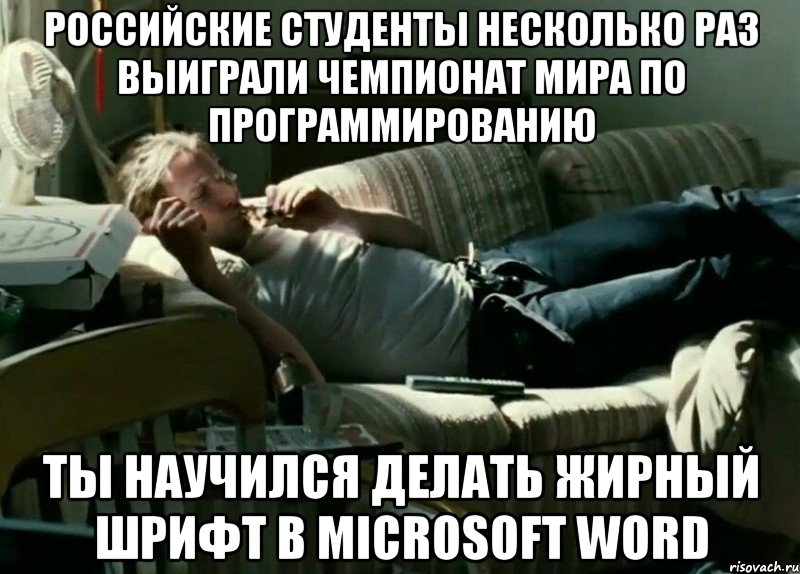 РОССИЙСКИЕ СТУДЕНТЫ НЕСКОЛЬКО РАЗ
ВЫИГРАЛИ ЧЕМПИОНАТ МИРА ПО
ПРОГРАММИРОВАНИЮ
ТЫ НАУЧИЛСЯ ДЕЛАТЬ ЖИРНЫЙ
ШРИФТ В MICROSOFT WORD
risovach.ru